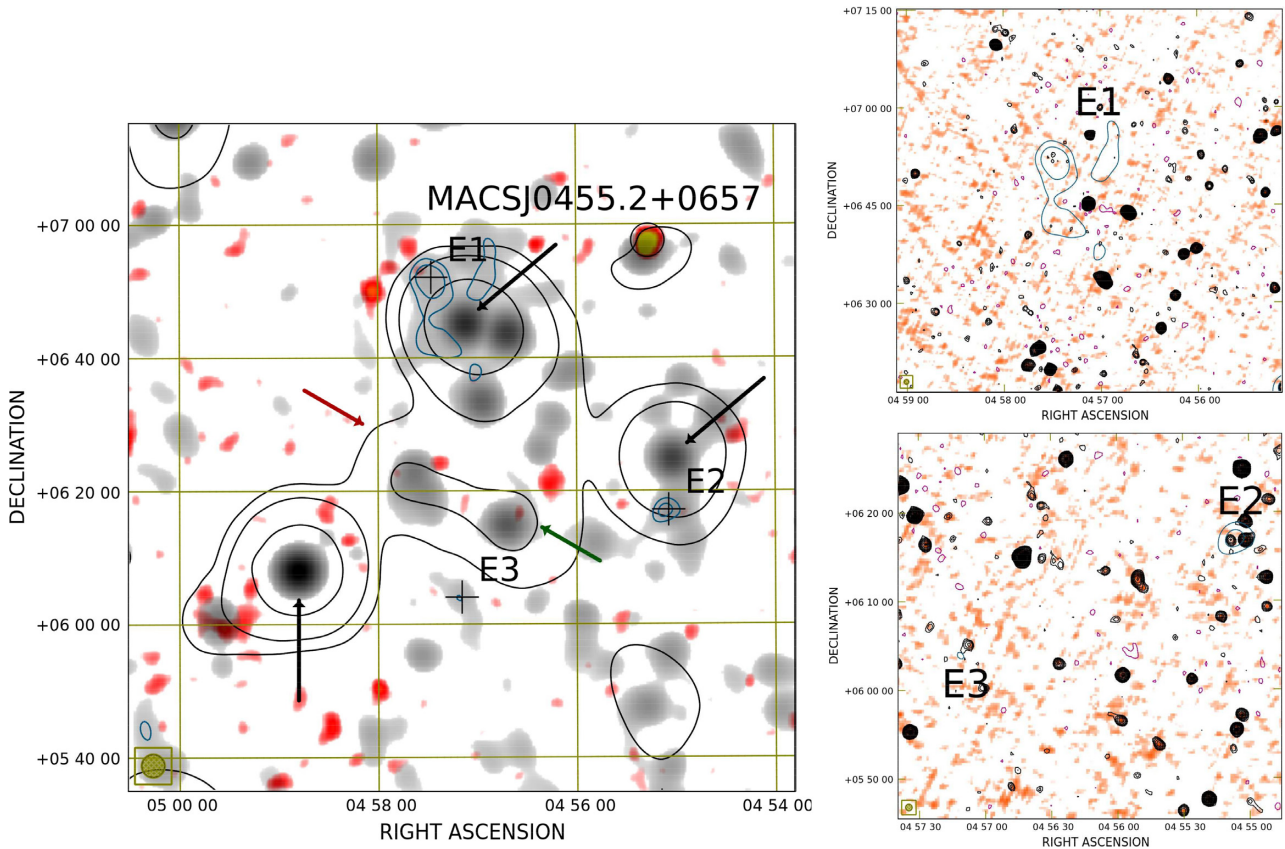 MACSJ0455.2+0657
E1
E2
E3
+07 00 00
+06 40 00
+06 20 00
+06 00 00
+05 40 00
DECLINATION
05 00 00
04 58 00
04 56 00
04 54 00
RIGHT ASCENSION
+07 15 00
+07 00 00
+06 45 00
+06 30 00
DECLINATION
E1
04 59 00
04 58 00
04 57 00
04 56 00
RIGHT ASCENSION
+06 20 00
+06 10 00
+06 00 00
+05 50 00
DECLINATION
E2
E3
04 57 30
04 57 00
04 56 30
04 56 00
04 55 30
04 55 00
RIGHT ASCENSION